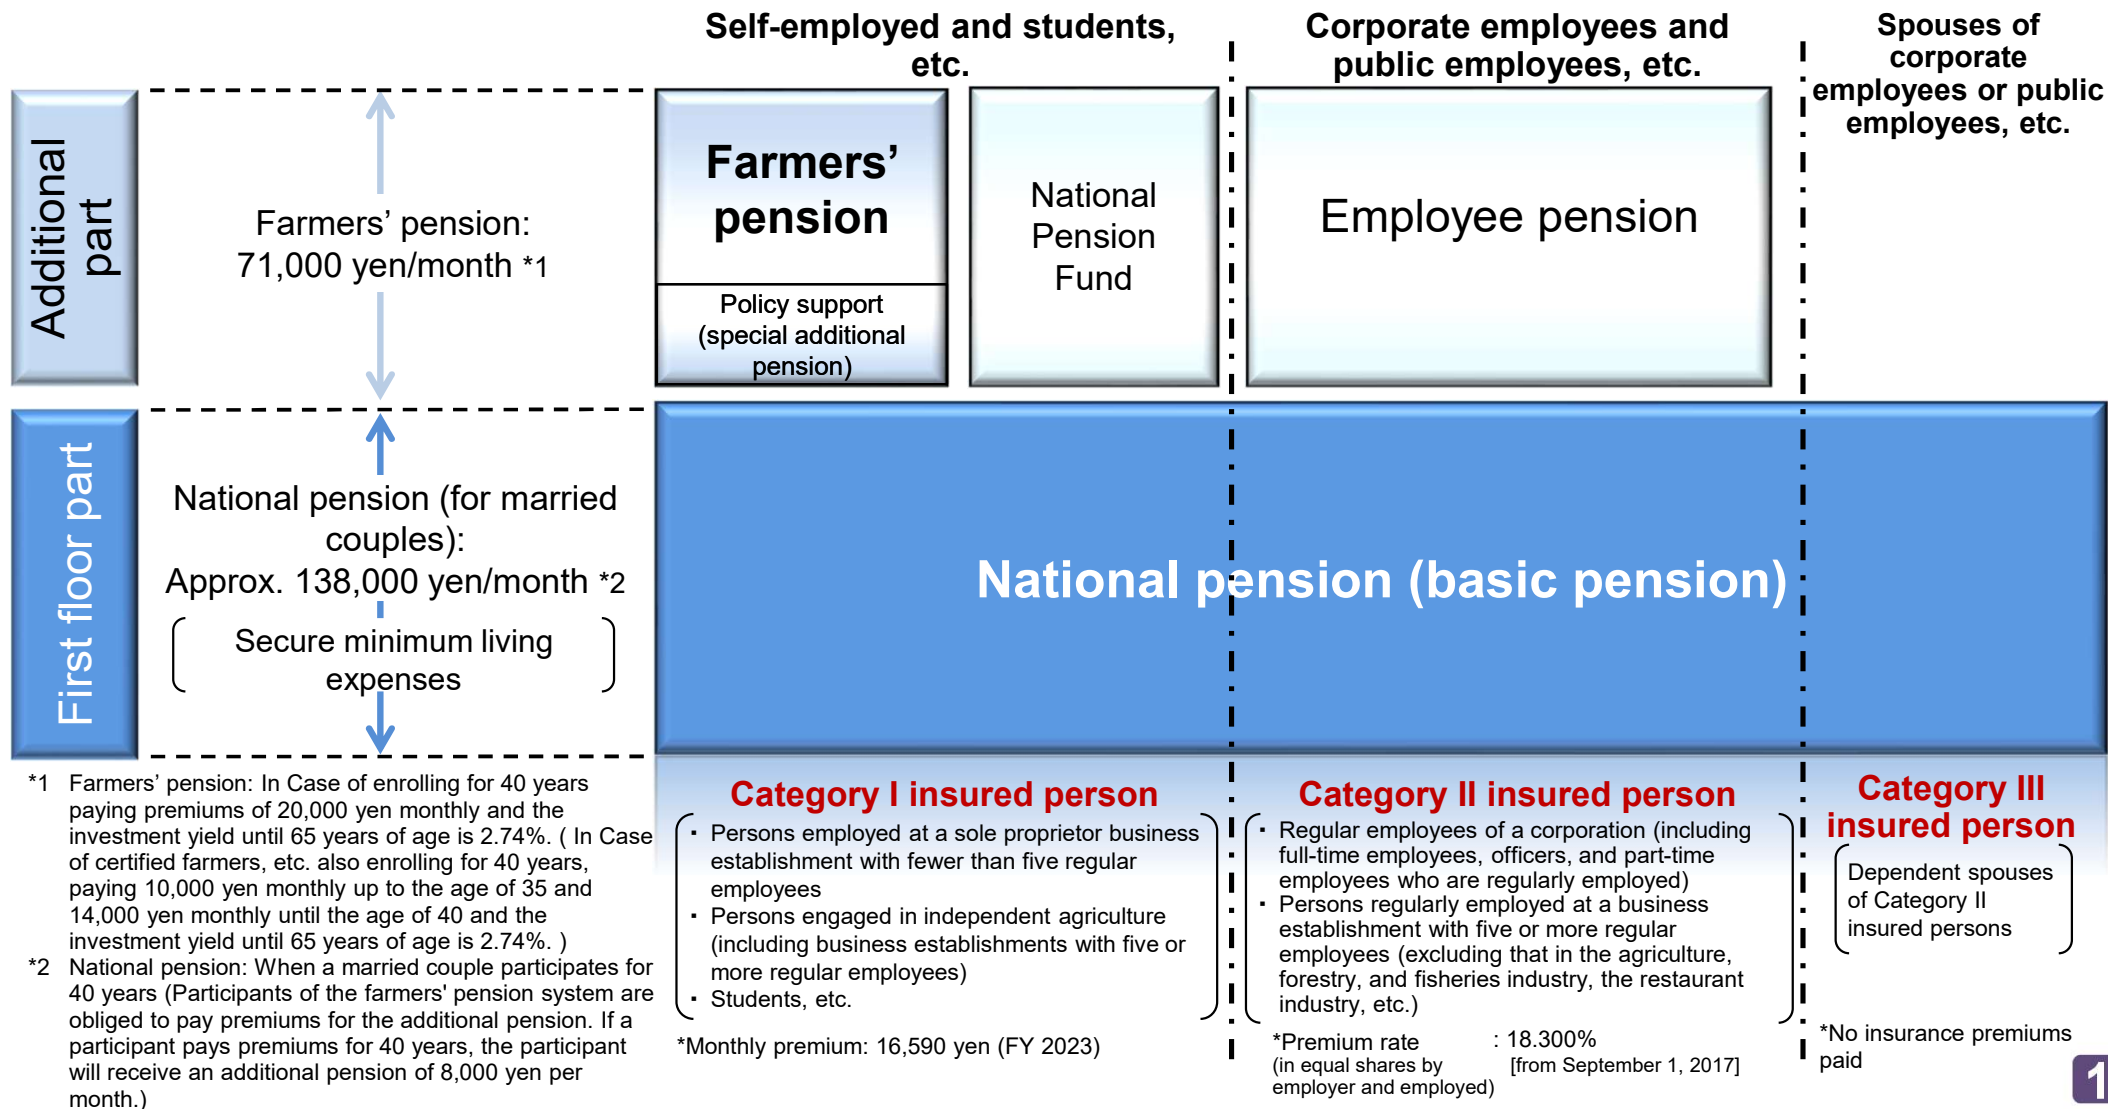 Self-employed and students,
etc.
Corporate employees and
public employees, etc.
Spouses of
corporate
employees or public
employees, etc.
Additional
part
Farmers’ pension:
71,000 yen/month *1
Farmers’
pension
Policy support
(special additional
pension)
National
Pension
Fund
Employee pension
First floor part
National pension (for married
couples):
Approx. 138,000 yen/month *2
Secure minimum living
expenses
National pension (basic pension)
*1 Farmers’ pension: In Case of enrolling for 40 years
paying premiums of 20,000 yen monthly and the
investment yield until 65 years of age is 2.74%. ( In Case
of certified farmers, etc. also enrolling for 40 years,
paying 10,000 yen monthly up to the age of 35 and
14,000 yen monthly until the age of 40 and the
investment yield until 65 years of age is 2.74%. )
*2 National pension: When a married couple participates for
40 years (Participants of the farmers' pension system are
obliged to pay premiums for the additional pension. If a
participant pays premiums for 40 years, the participant
will receive an additional pension of 8,000 yen per
month.)
Category I insured person
▪ Persons employed at a sole proprietor business
establishment with fewer than five regular
employees
▪ Persons engaged in independent agriculture
(including business establishments with five or
more regular employees)
▪ Students, etc.
*Monthly premium: 16,590 yen (FY 2023)
Category II insured person
▪ Regular employees of a corporation (including
full-time employees, officers, and part-time
employees who are regularly employed)
▪ Persons regularly employed at a business
establishment with five or more regular
employees (excluding that in the agriculture,
forestry, and fisheries industry, the restaurant
industry, etc.)
*Premium rate : 18.300%
(in equal shares by [from September 1, 2017]
employer and employed)
Category III
insured person
Dependent spouses
of Category II
insured persons
*No insurance premiums
paid
1